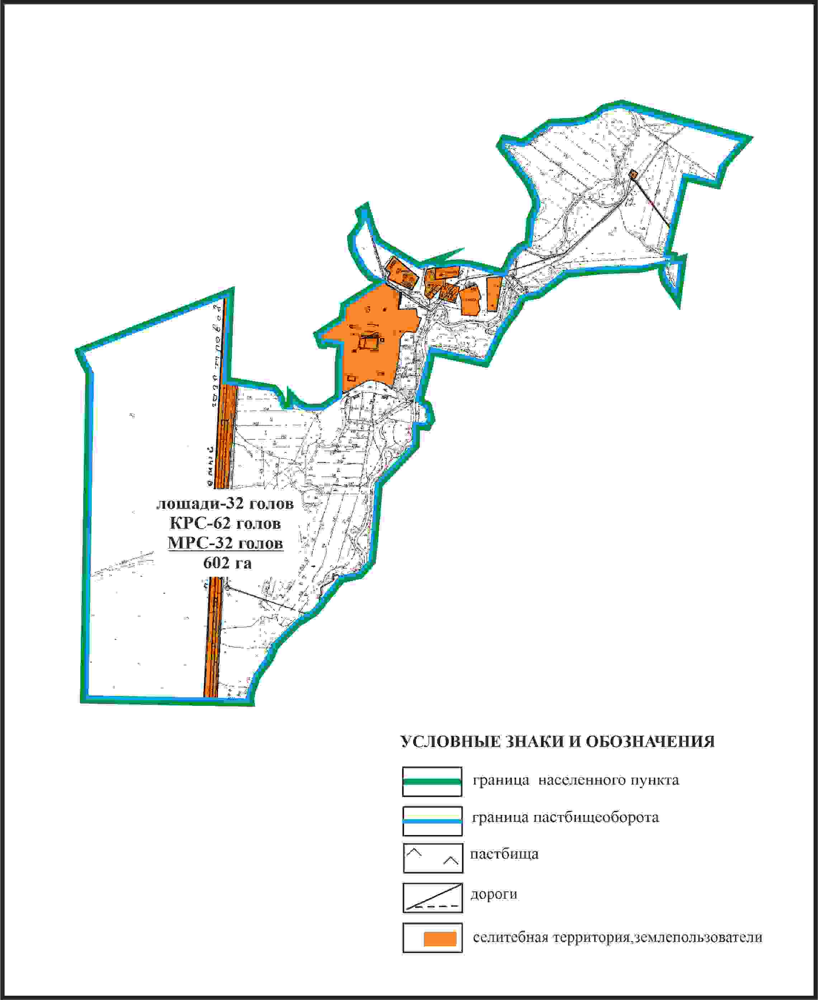 лошади-32 голов
КРС-62 голов
МРС-32 голов
602 га
УСЛОВНЫЕ ЗНАКИ И ОБОЗНАЧЕНИЯ
граница населенного пункта
граница пастбищеоборота
пастбища
дороги
селитебная территория,землепользователи